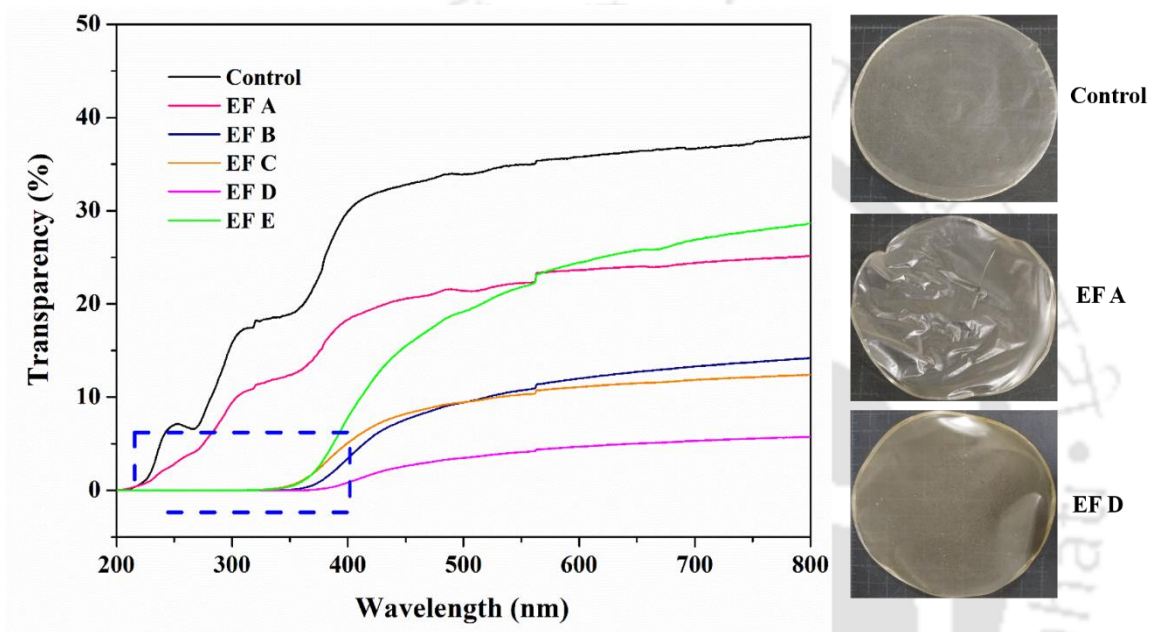 50
40
30
20
10
0
Transparency (%)
Control
EF A
EF B
EF C
EF D
EF E
200
300
400
500
600
700
800
Wavelength (nm)
Control
EF A
EF D
hati